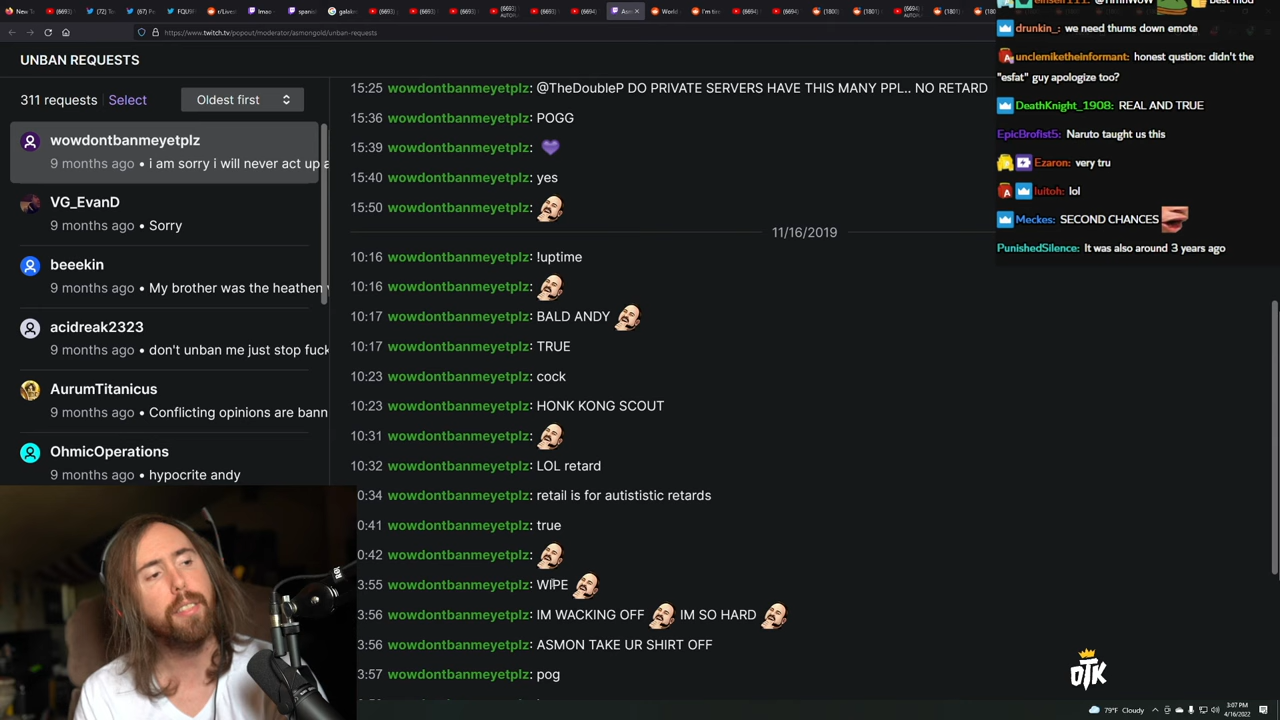 https://www.twitch.tv/popout/moderator/asmongold/unban-requests
UNBAN REQUESTS
311 requests Select Oldest first
wowdontbanmeyetplz
9 months ago • i am sorry i will never act up a
VG_EvanD
9 months ago • Sorry
beeekin
9 months ago • My brother was the heathen
acidreak2323
9 months ago • don't unban me just stop fuck
AurumTitanicus
9 months ago • Conflicting opinions are bann
OhmicOperations
9 months ago • hypocrite andy
15:25 wowdontbanmeyetplz: @TheDoubleP DO PRIVATE SERVERS HAVE THIS MANY PPL.. NO RETARD
15:36 wowdontbanmeyetplz: POGG
15:39 wowdontbanmeyetplz:
15:40 wowdontbanmeyetplz: yes
15:50 wowdontbanmeyetplz:
11/16/2019
10:16 wowdontbanmeyetplz: !uptime
10:16 wowdontbanmeyetplz:
10:17 wowdontbanmeyetplz: BALD ANDY
10:17 wowdontbanmeyetplz: TRUE
10:23 wowdontbanmeyetplz: cock
10:23 wowdontbanmeyetplz: HONK KONG SCOUT
10:31 wowdontbanmeyetplz:
10:32 wowdontbanmeyetplz: LOL retard
0:34 wowdontbanmeyetplz: retail is for autististic retards
0:41 wowdontbanmeyetplz: true
0:42 wowdontbanmeyetplz:
3:55 wowdontbanmeyetplz: WIPE
3:56 wowdontbanmeyetplz: IM WACKING OFF IM SO HARD
3:56 wowdontbanmeyetplz: ASMON TAKE UR SHIRT OFF
3:57 wowdontbanmeyetplz: pog
best mod
drunkin_: we need thums down emote
unclemiketheinformant: honest qustion: didn't the
"esfat" guy apologize too?
DeathKnight_1908: REAL AND TRUE
EpicBrofist5: Naruto taught us this
Ezaron: very tru
luitoh: lol
Meckes: SECOND CHANCES
PunishedSilence: It was also around 3 years ago
OTK
79°F Cloudy
3:07 PM
4/16/2022